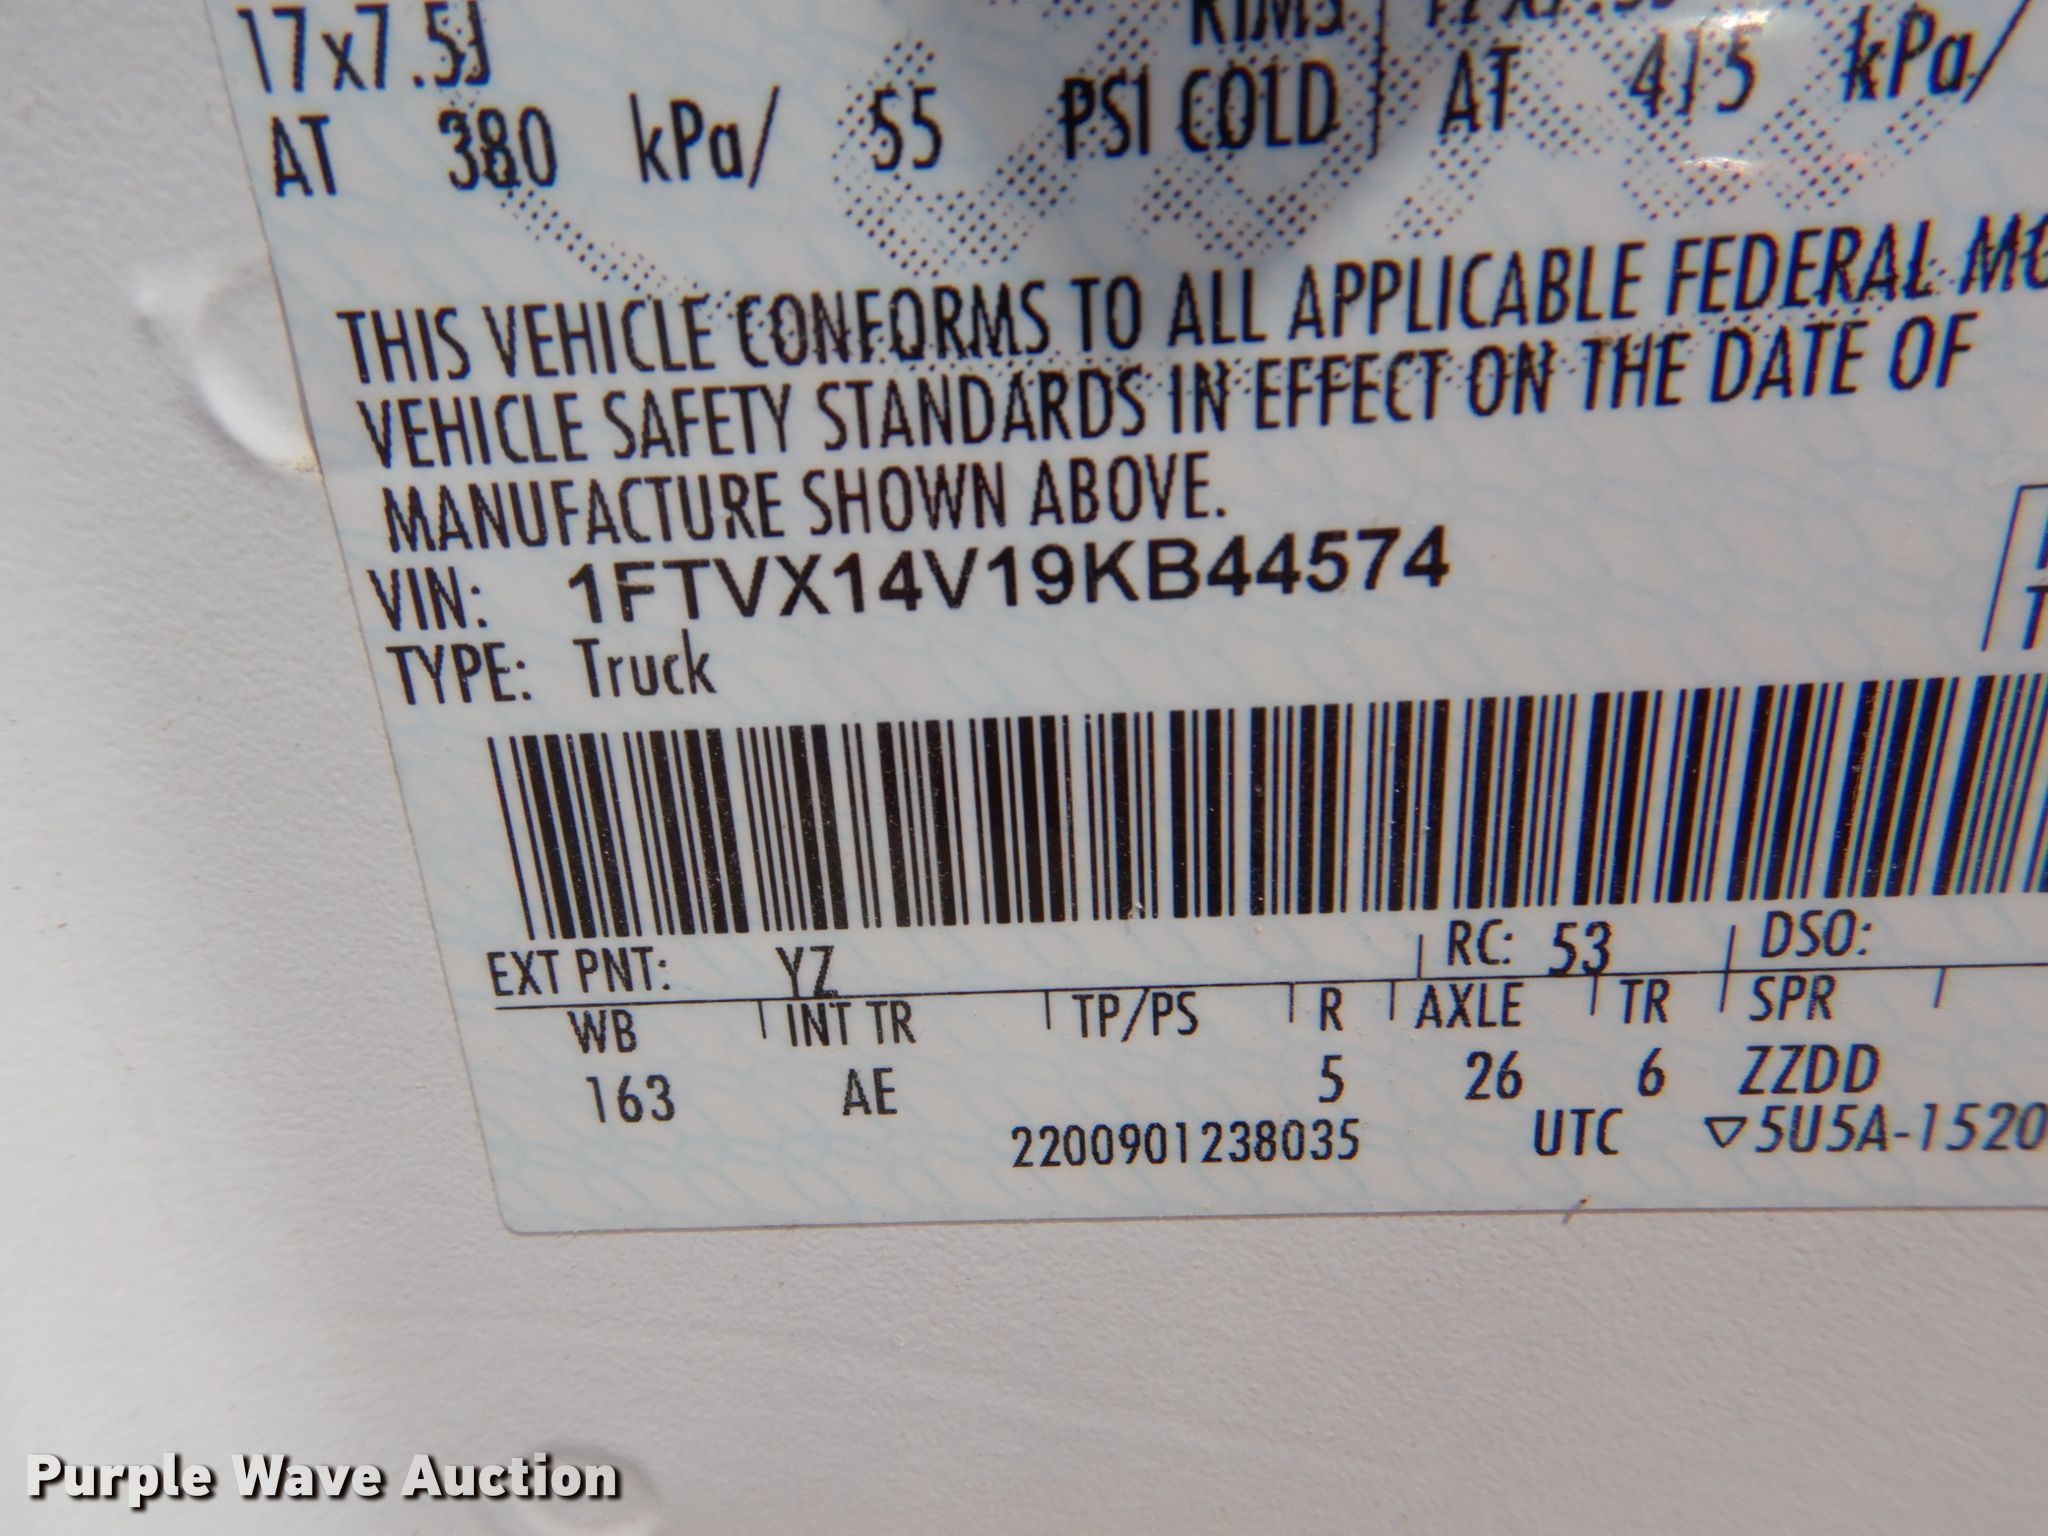 17x7.5J RIMS
AT 380 kPa/ 55 PSI COLD AT 415 kPa/
THIS VEHICLE CONFORMS TO ALL APPLICABLE FEDERAL
VEHICLE SAFETY STANDARDS IN EFFECT ON THE DATE OF
MANUFACTURE SHOWN ABOVE.
VIN: 1FTVX14V19KB44574
TYPE: Truck
EXT PNT: YZ RC: 53 DSO:
WB INT TR TP/PS R AXLE TR SPR
163 AE 5 26 6 ZZDD
2200901238035 UTC ▽5U5A-1520
Purple Wave Auction